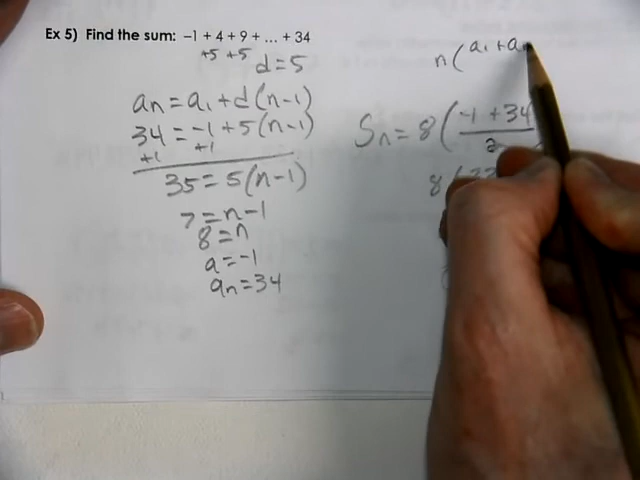 Ex 5) Find the sum: -1 + 4 + 9 + ... + 34
+5 +5
d=5
n(a₁+a
aₙ=a₁+d(n-1)
34=-1+5(n-1)
+1 +1
Sₙ=8(-1+34
2
35=5(n-1)
8(
7=n-1
8=n
a=-1
aₙ=34